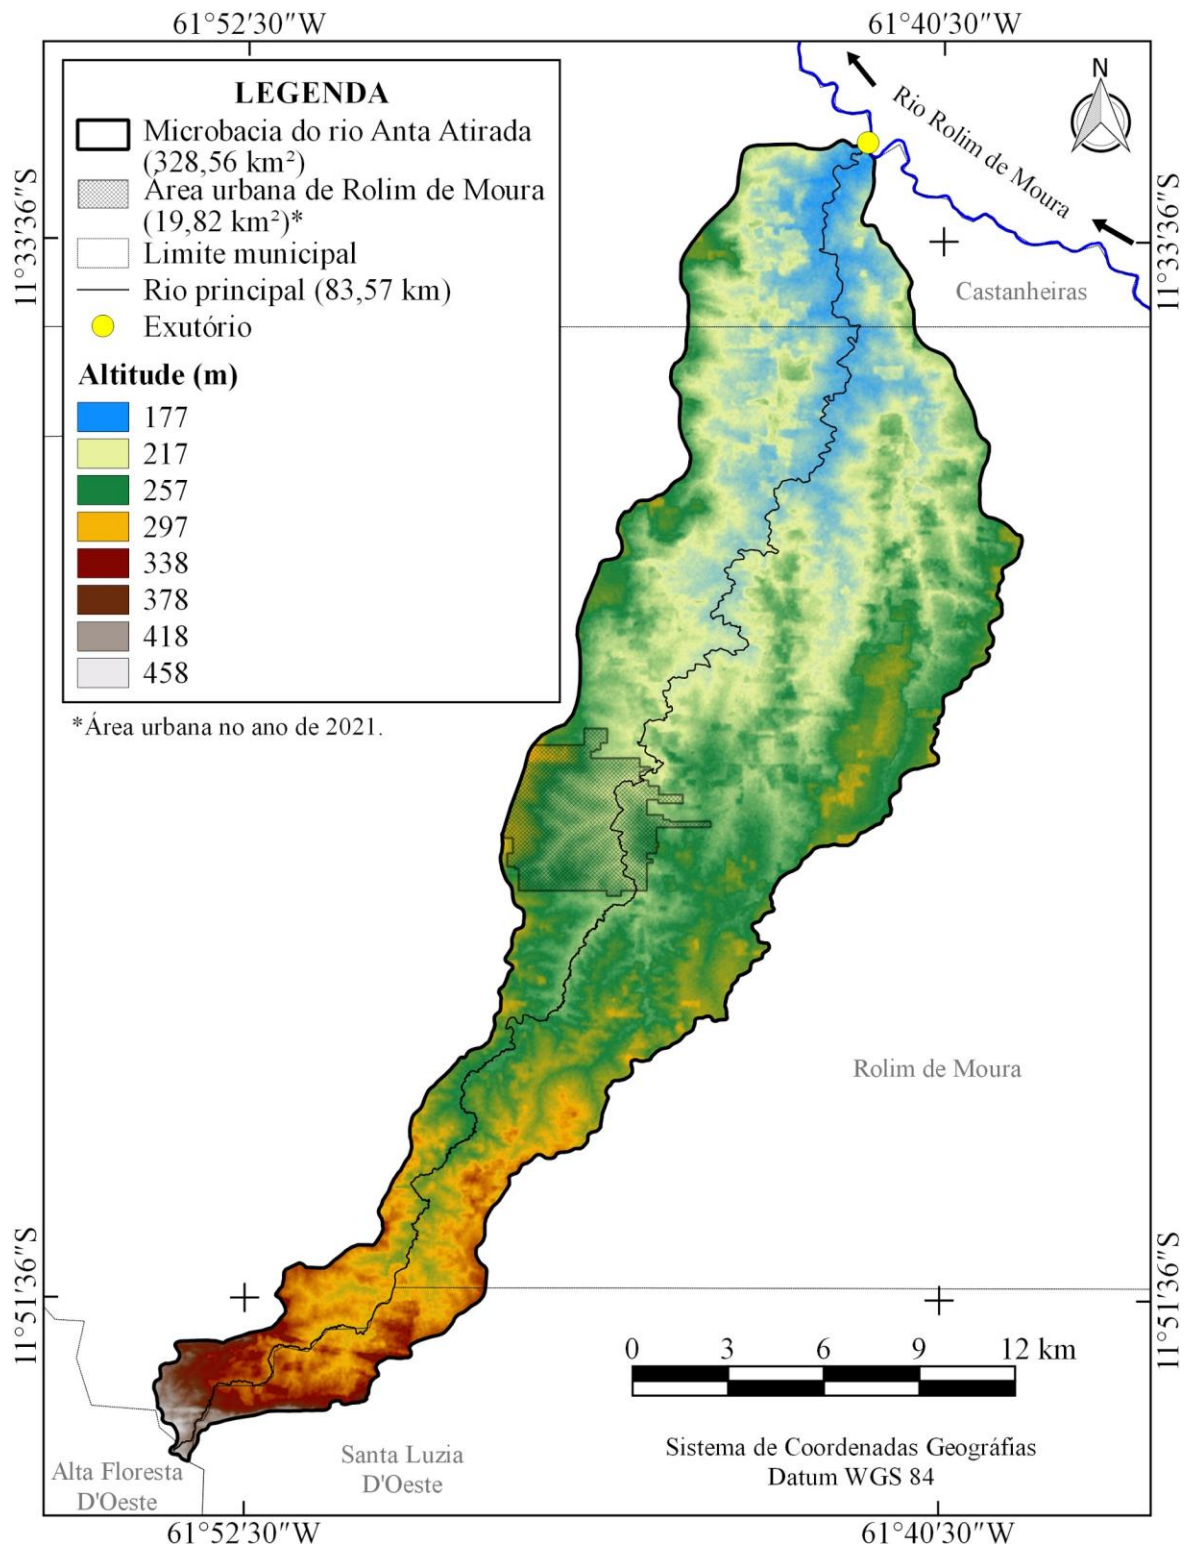 61°52'30"W
61°40'30"W
LEGENDA
Microbacia do rio Anta Atirada
(328,56 km²)
Área urbana de Rolim de Moura
(19,82 km²)*
Limite municipal
Rio principal (83,57 km)
Exutório
Altitude (m)
177
217
257
297
338
378
418
458
*Área urbana no ano de 2021.
N
Rio Rolim
de Moura
11°33'36"S
11°33'36"S
Castanheiras
Rolim de Moura
11°51'36"S
11°51'36"S
0 3 6 9 12 km
Sistema de Coordenadas Geográfias
Datum WGS 84
Santa Luzia
D'Oeste
Alta Floresta
D'Oeste
61°52'30"W
61°40'30"W